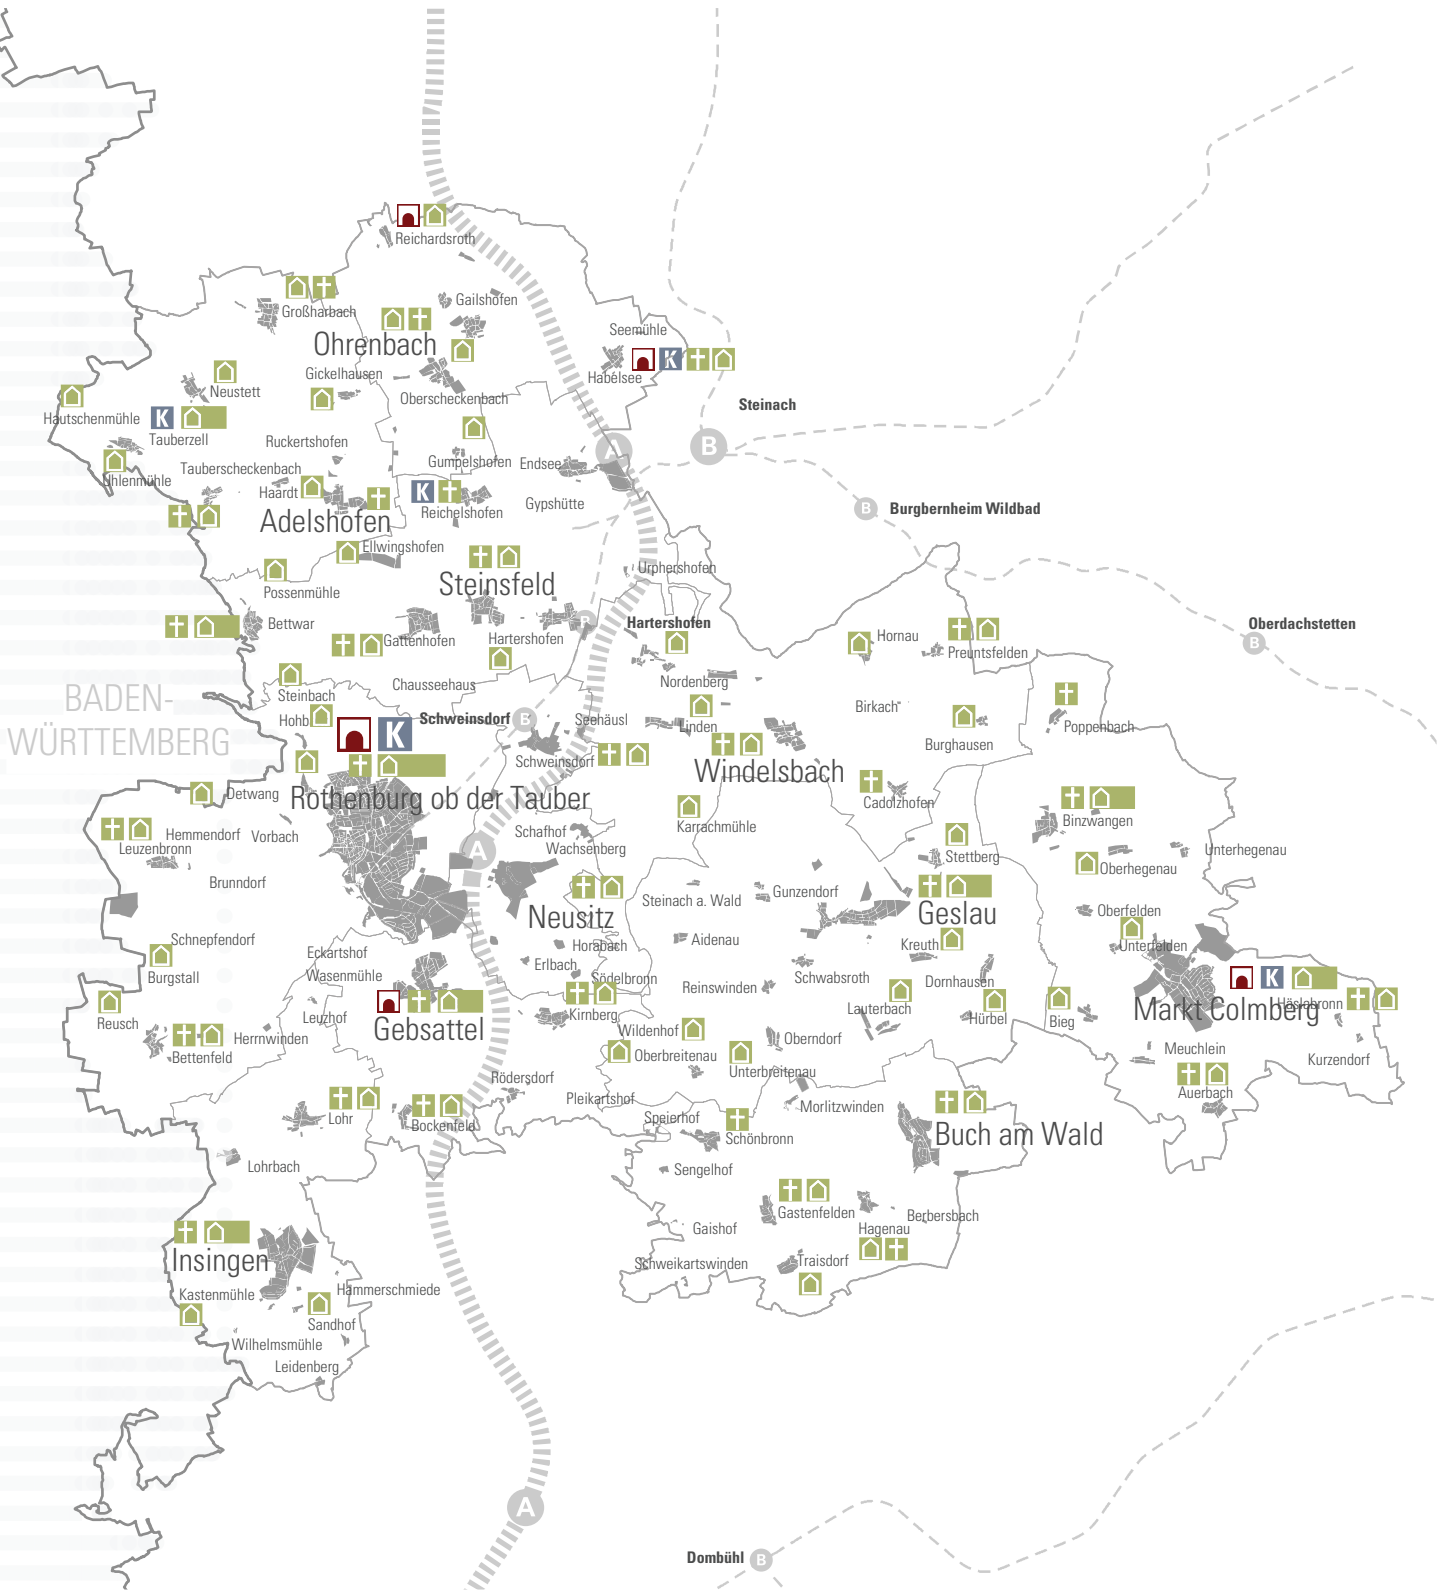 Reichardsroth
Großharbach
Gailshofen
Ohrenbach
Seemühle
Habelsee
Gickelhausen
Neustett
Oberscheckenbach
Steinach
Hautschenmühle
K
K
Tauberzell
Ruckertshofen
Gumpelshofen
Endsee
A
B
Tauberscheckenbach
Uhlenmühle
Haardt
K
Reichelshofen
Gypshütte
Burgbernheim Wildbad
B
Adelshofen
Ellwingshofen
Urphershofen
Possenmühle
Steinsfeld
Bettwar
Gattenhofen
Hartershofen
B
Hartershofen
Hornau
Preuntsfelden
Oberdachstetten
B
Nordenberg
Steinbach
Chausseehaus
BADEN-
WÜRTTEMBERG
Hohb
K
Schweinsdorf
B
Seehäusl
Linden
Birkach
Poppenbach
Burghausen
Schweinsdorf
Windelsbach
Detwang
Rothenburg ob der Tauber
Cadolzhofen
Hemmendorf
Vorbach
Leuzenbronn
Schafhof
Wachsenberg
Karrachmühle
Binzwangen
Stettberg
Unterhegenau
Oberhegenau
A
Brunndorf
Steinach a. Wald
Gunzendorf
Neusitz
Geslau
Oberfelden
Schnepfendorf
Burgstall
Eckartshof
Horabach
Aidenau
Kreuth
Unterfelden
Wasenmühle
Erlbach
Södelbronn
Reinswinden
Schwabsroth
Dornhausen
K
Häslabronn
Reusch
Leuzhof
Gebsattel
Kirnberg
Lauterbach
Hürbel
Bieg
Markt Colmberg
Herrnwinden
Bettenfeld
Wildenhof
Oberndorf
Oberbreitenau
Unterbreitenau
Meuchlein
Kurzendorf
Rödersdorf
Pleikartshof
Auerbach
Lohr
Bockenfeld
Speierhof
Morlitzwinden
Schönbronn
Buch am Wald
Lohrbach
Sengelhof
Gastenfelden
Berbersbach
Gaishof
Hagenau
Insingen
Schweikartswinden
Traisdorf
Kastenmühle
Hammerschmiede
Sandhof
Wilhelmsmühle
Leidenberg
A
Dombühl
B